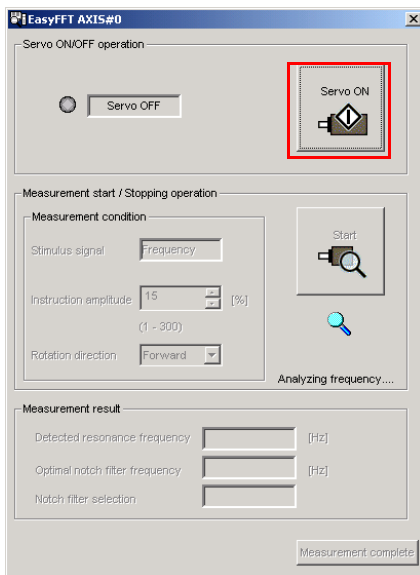 EasyFFT AXIS#0
Servo ON/OFF operation
Servo OFF
Servo ON
Measurement start / Stopping operation
Measurement condition
Stimulus signal
Frequency
Instruction amplitude
15
[%]
(1 - 300)
Rotation direction
Forward
Start
Analyzing frequency....
Measurement result
Detected resonance frequency
[Hz]
Optimal notch filter frequency
[Hz]
Notch filter selection
Measurement complete